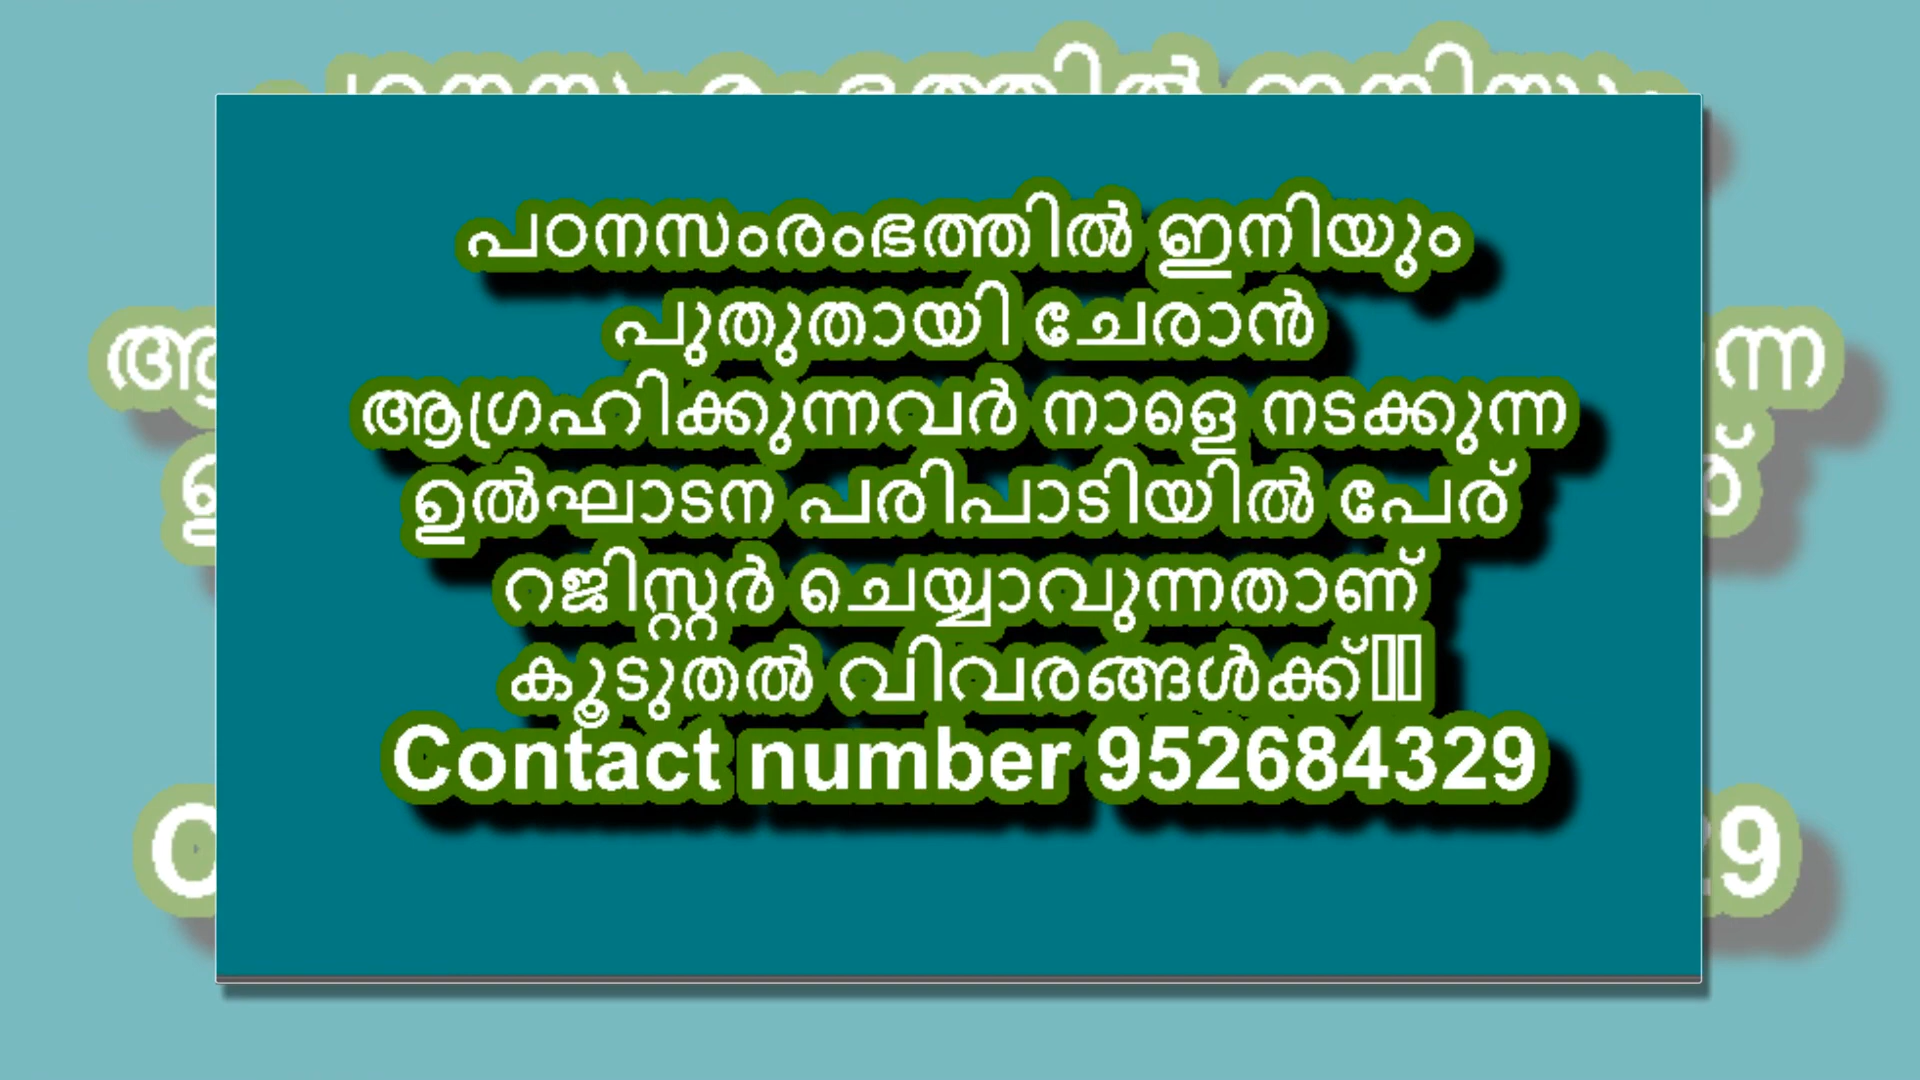 പഠനസംരംഭത്തിൽ ഇനിയും
പുതുതായി ചേരാൻ
ആഗ്രഹിക്കുന്നവർ നാളെ നടക്കുന്ന
ഉൽഘാടന പരിപാടിയിൽ പേര്
റജിസ്റ്റർ ചെയ്യാവുന്നതാണ്
കൂടുതൽ വിവരങ്ങൾക്ക്
Contact number 952684329